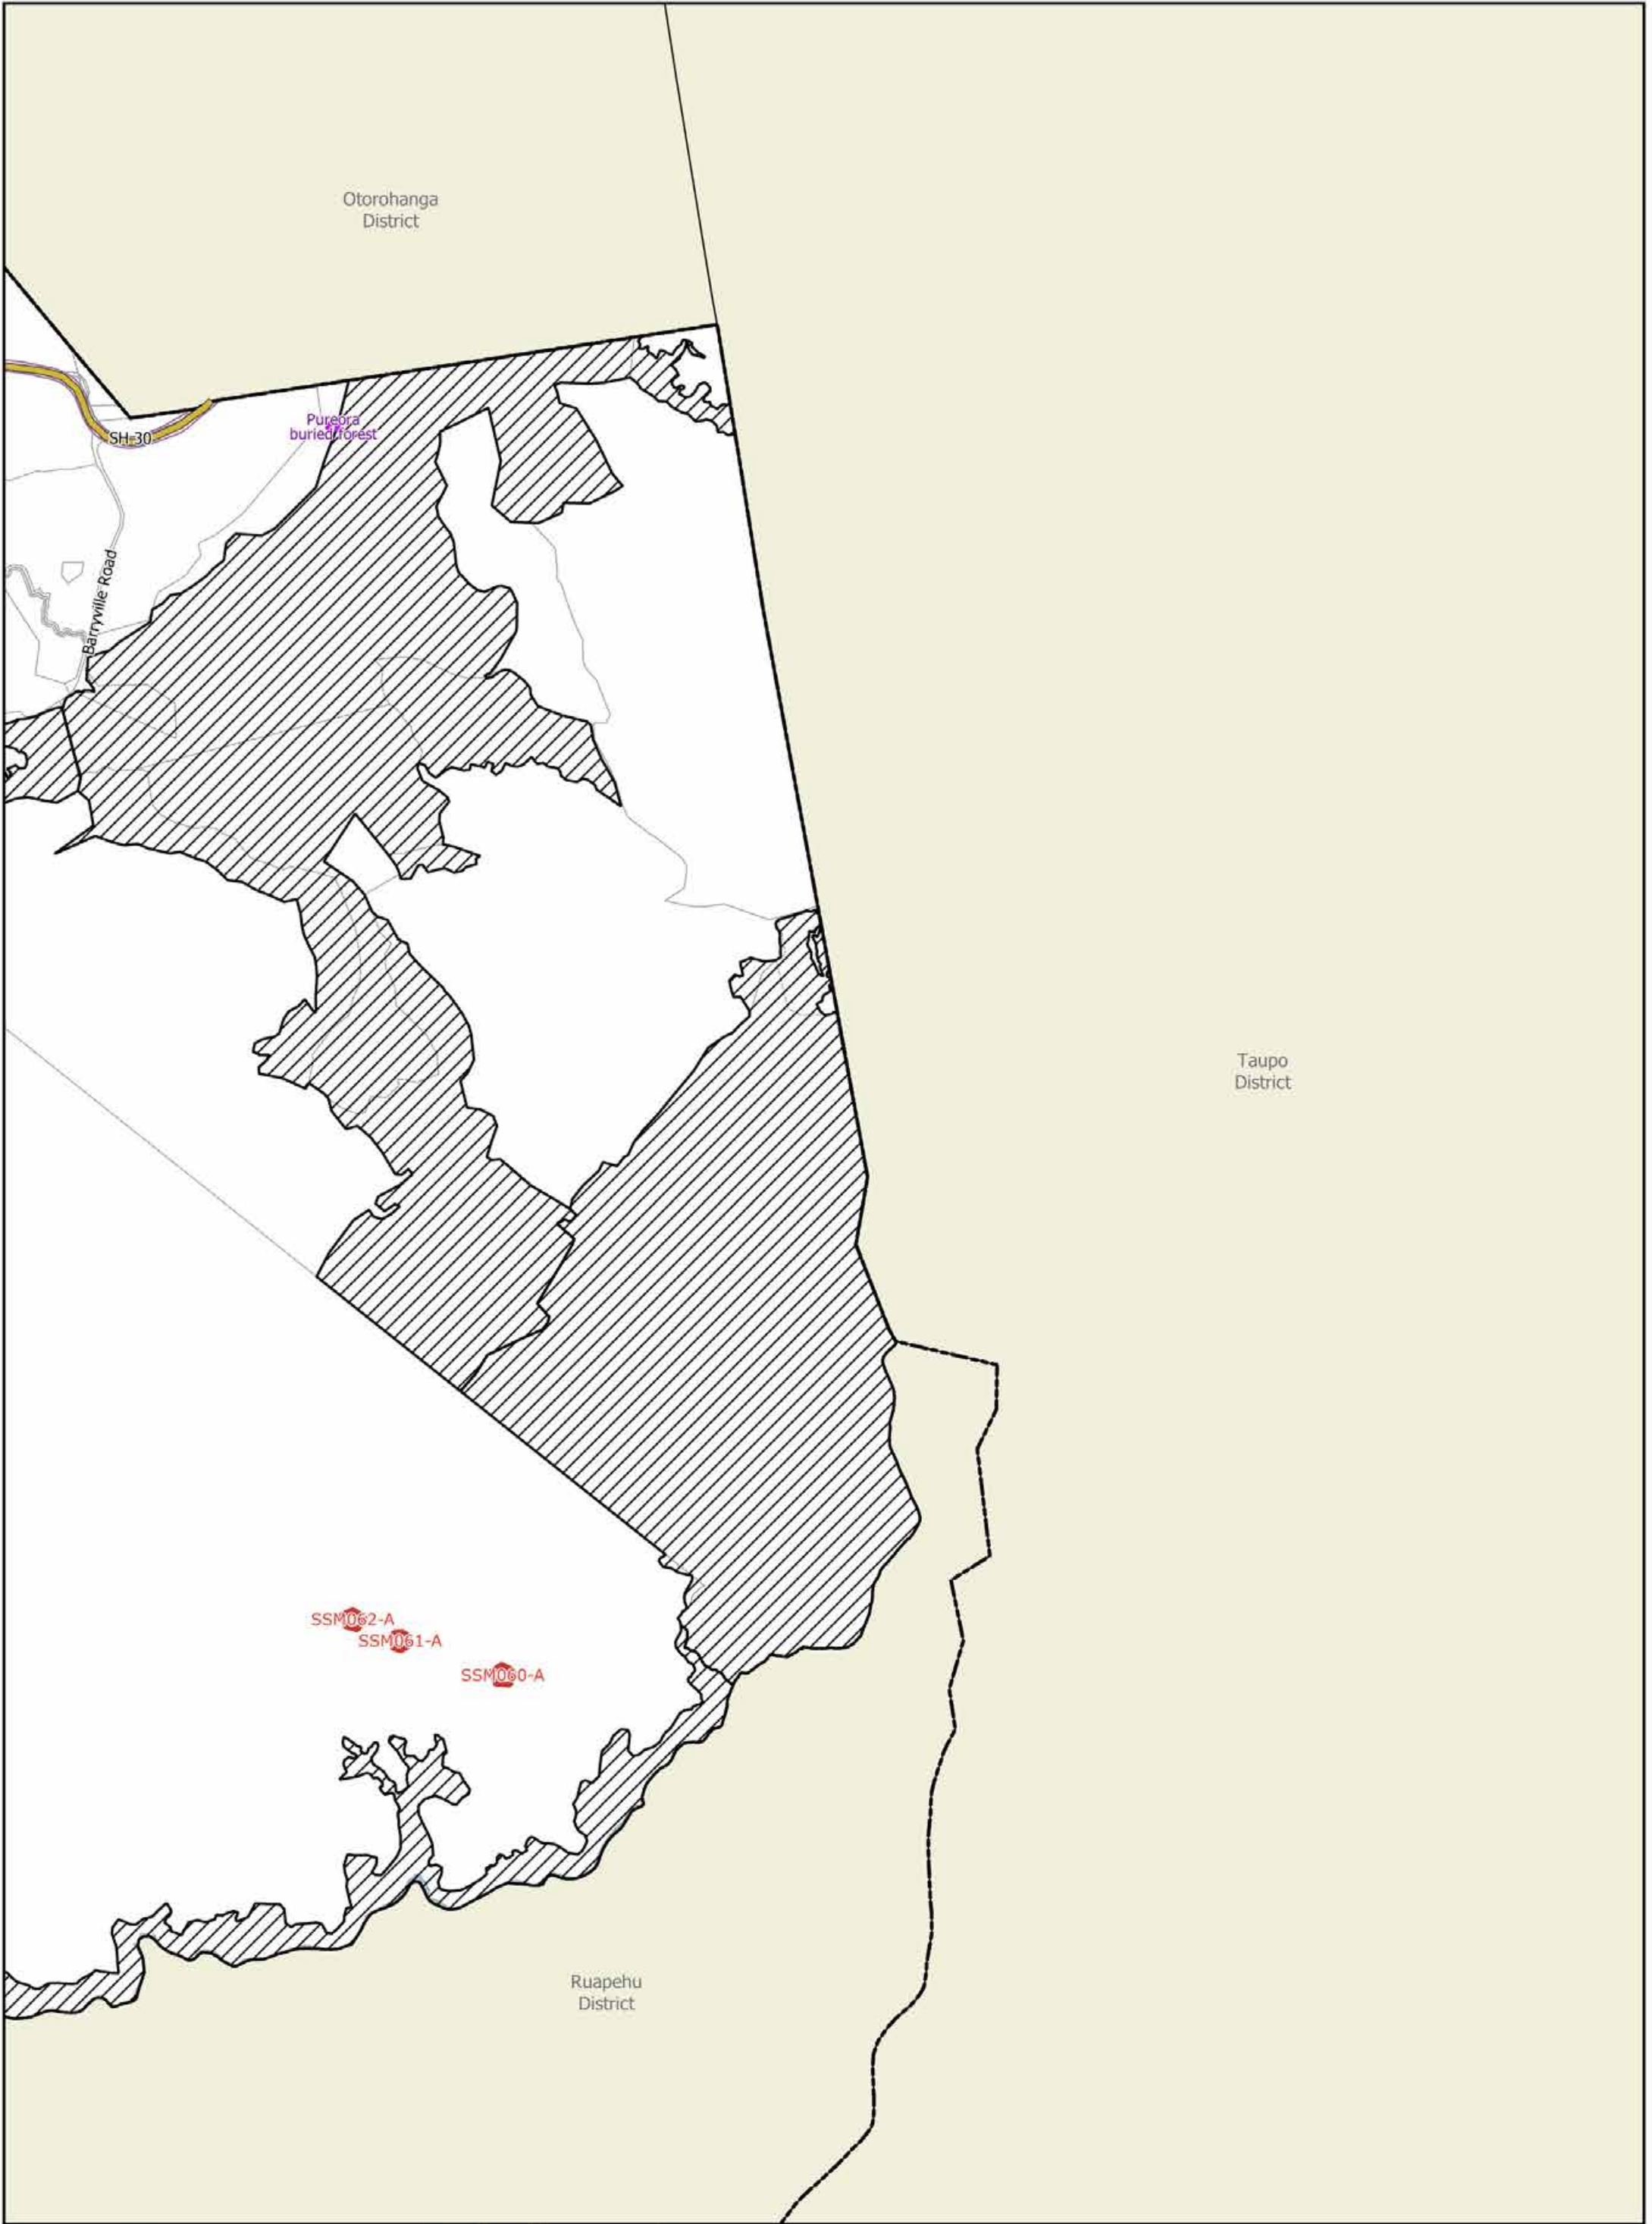 Otorohanga
District
Pureora
buried forest
SH 30
Barryville Road
Taupo
District
SSM062-A
SSM061-A
SSM060-A
Ruapehu
District